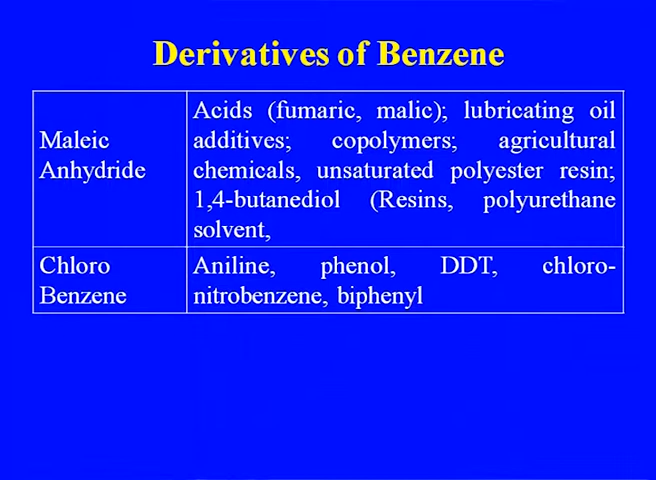 Derivatives of Benzene
Maleic
Anhydride
Acids (fumaric, malic); lubricating oil
additives; copolymers; agricultural
chemicals, unsaturated polyester resin;
1,4-butanediol (Resins, polyurethane
solvent,
Chloro
Benzene
Aniline, phenol, DDT, chloro-
nitrobenzene, biphenyl